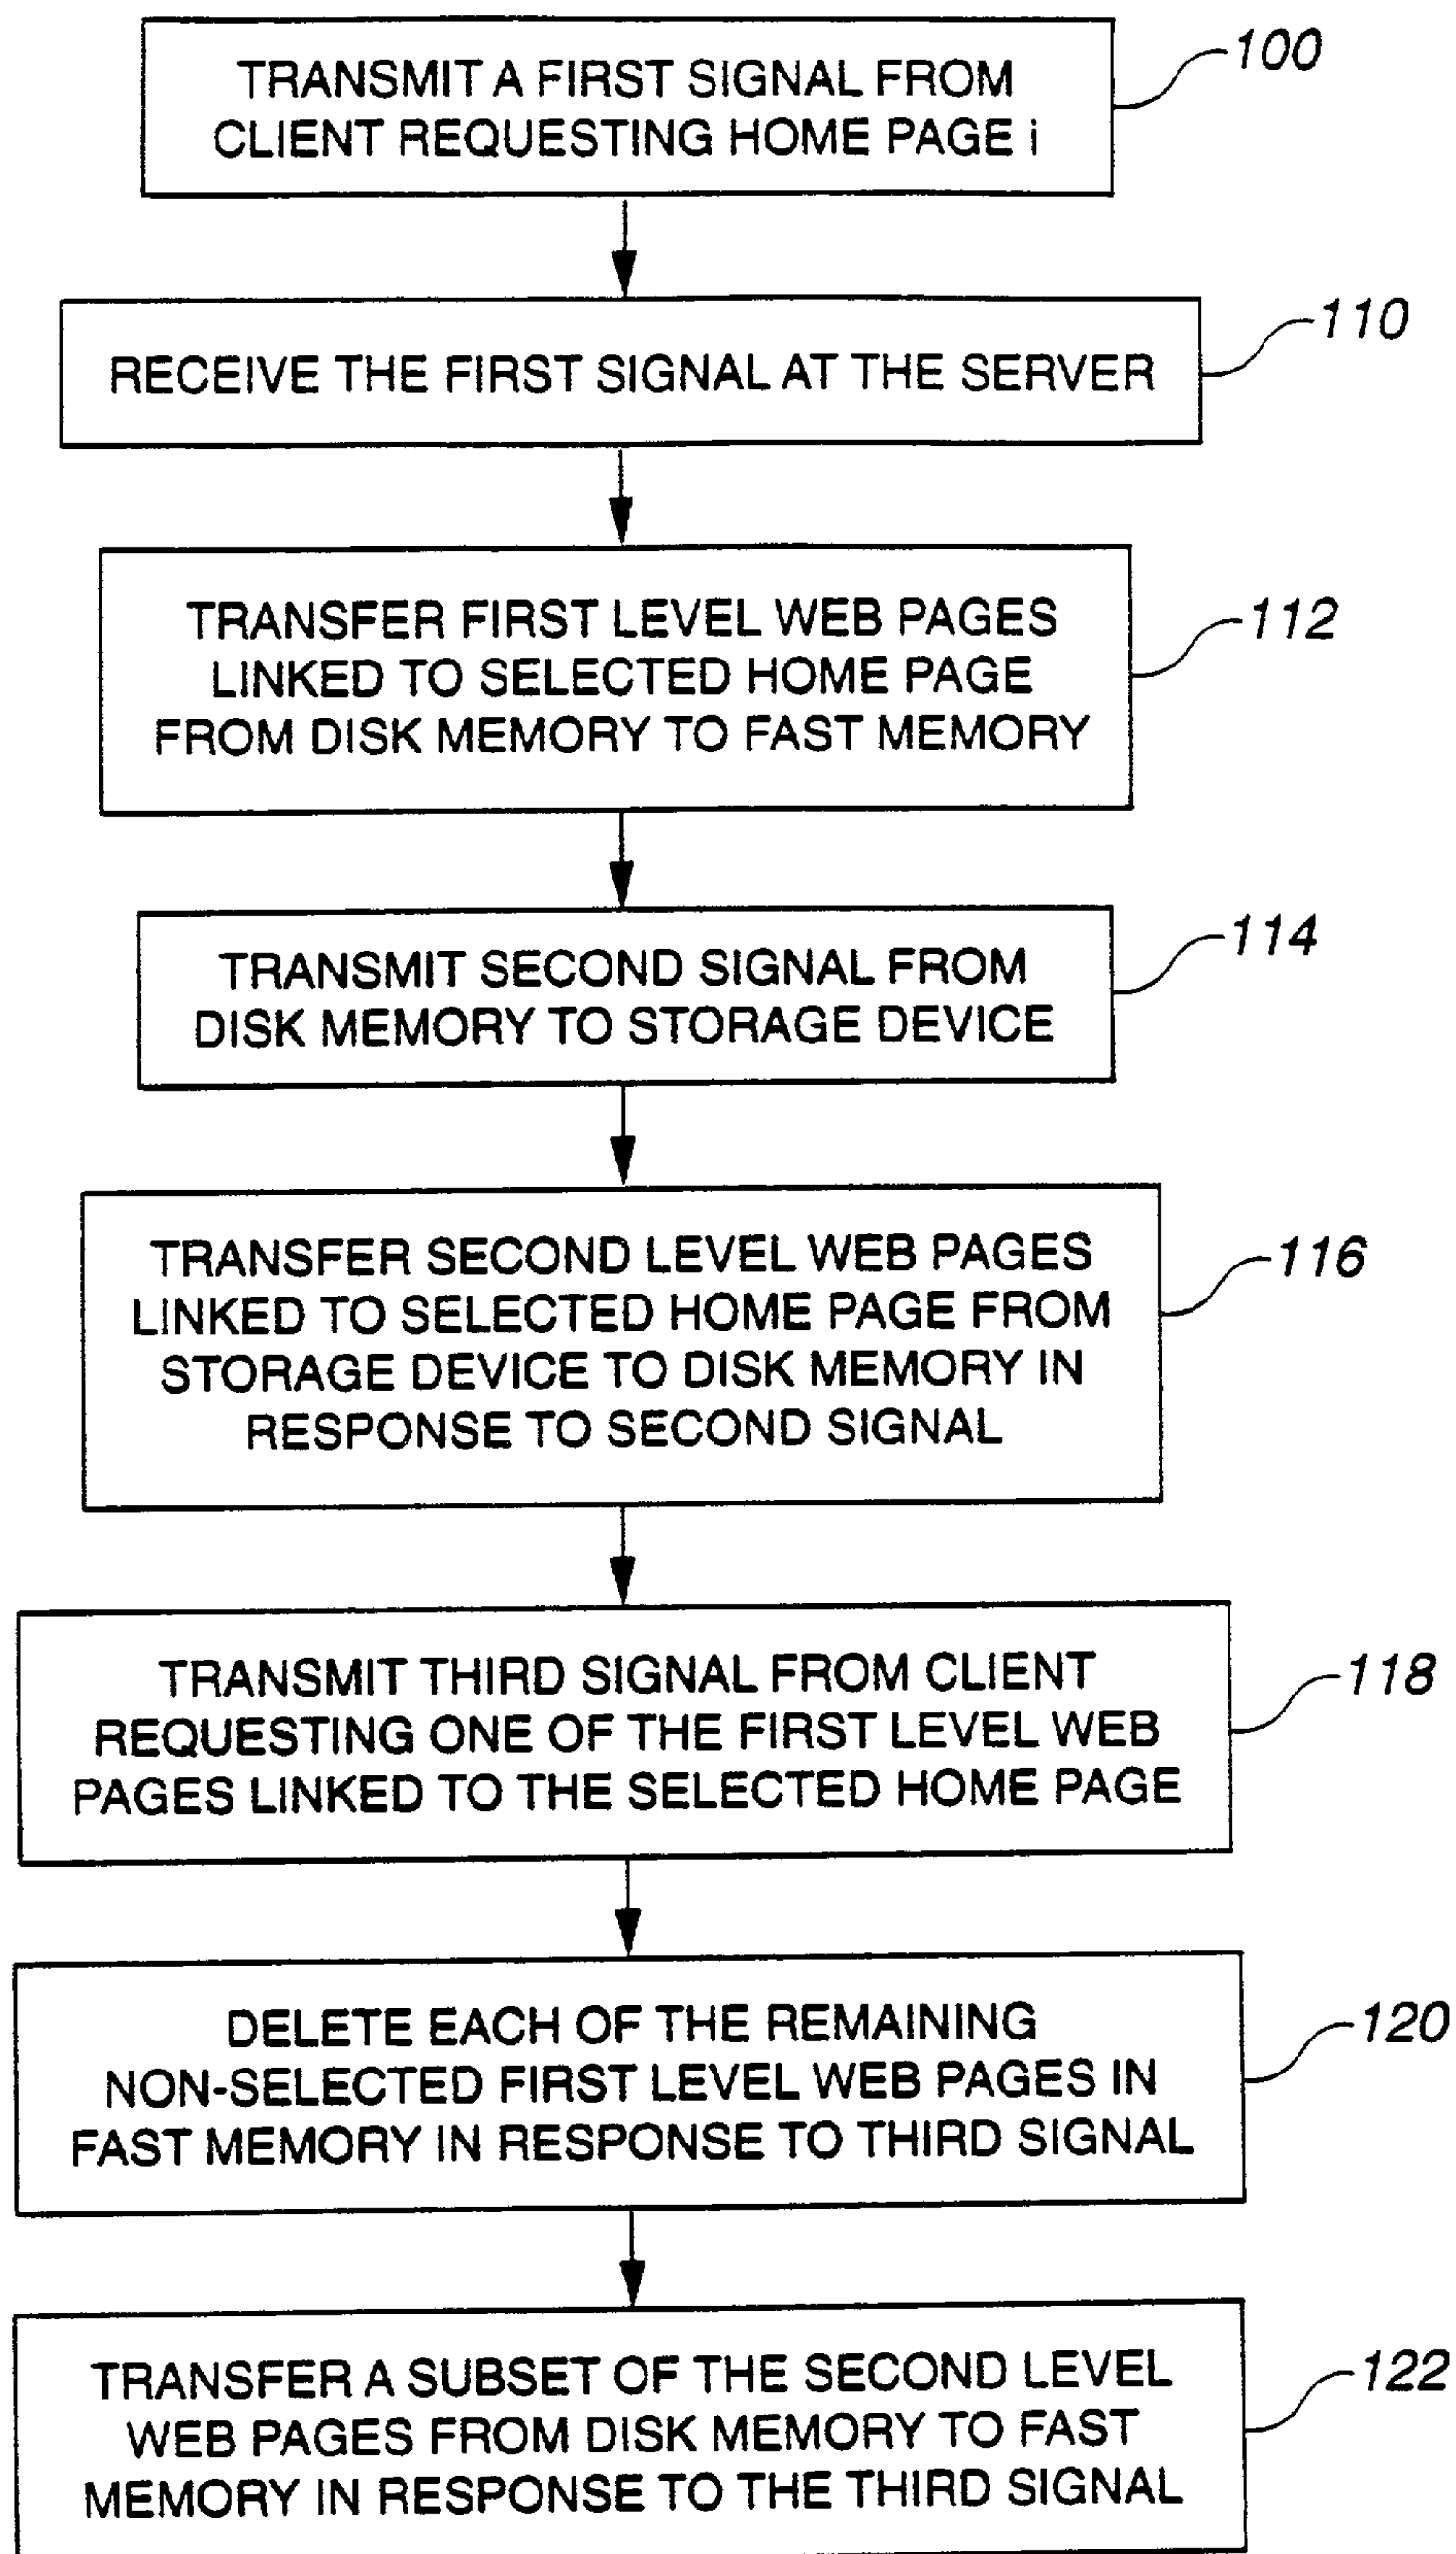 TRANSMIT A FIRST SIGNAL FROM
CLIENT REQUESTING HOME PAGE i
100
RECEIVE THE FIRST SIGNAL AT THE SERVER
110
TRANSFER FIRST LEVEL WEB PAGES
LINKED TO SELECTED HOME PAGE
FROM DISK MEMORY TO FAST MEMORY
112
TRANSMIT SECOND SIGNAL FROM
DISK MEMORY TO STORAGE DEVICE
114
TRANSFER SECOND LEVEL WEB PAGES
LINKED TO SELECTED HOME PAGE FROM
STORAGE DEVICE TO DISK MEMORY IN
RESPONSE TO SECOND SIGNAL
116
TRANSMIT THIRD SIGNAL FROM CLIENT
REQUESTING ONE OF THE FIRST LEVEL WEB
PAGES LINKED TO THE SELECTED HOME PAGE
118
DELETE EACH OF THE REMAINING
NON-SELECTED FIRST LEVEL WEB PAGES IN
FAST MEMORY IN RESPONSE TO THIRD SIGNAL
120
TRANSFER A SUBSET OF THE SECOND LEVEL
WEB PAGES FROM DISK MEMORY TO FAST
MEMORY IN RESPONSE TO THE THIRD SIGNAL
122